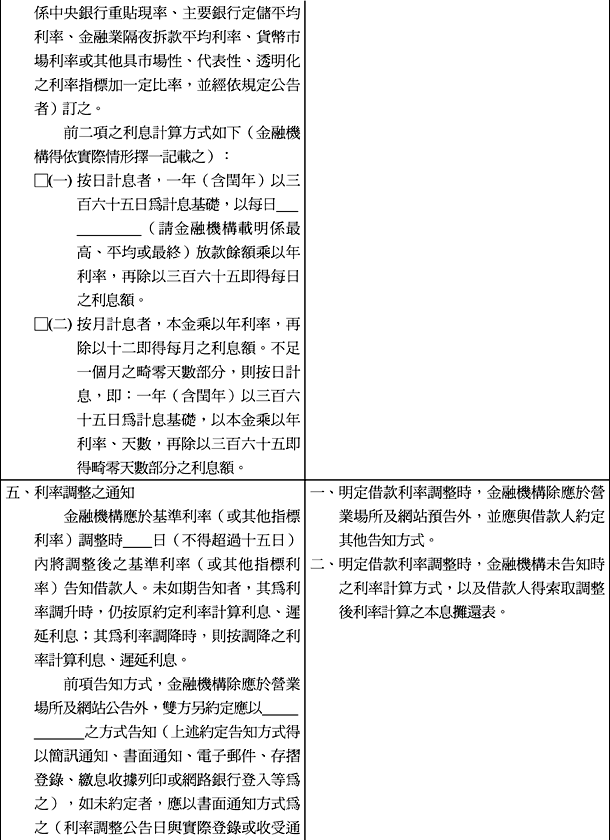 係中央銀行重貼現率、主要銀行定儲平均
利率、金融業隔夜拆款平均利率、貨幣市
場利率或其他具市場性、代表性、透明化
之利率指標加一定比率，並經依規定公告
者）訂之。
前二項之利息計算方式如下（金融機
構得依實際情形擇一記載之）：
□(一) 按日計息者，一年（含閏年）以三
百六十五日爲計息基礎，以每日___
_________（請金融機構載明係最
高、平均或最終）放款餘額乘以年
利率，再除以三百六十五即得每日
之利息額。
□(二) 按月計息者，本金乘以年利率，再
除以十二即得每月之利息額。不足
一個月之畸零天數部分，則按日計
息，即：一年（含閏年）以三百六
十五日爲計息基礎，以本金乘以年
利率、天數，再除以三百六十五即
得畸零天數部分之利息額。
五、利率調整之通知
金融機構應於基準利率（或其他指標
利率）調整時____日（不得超過十五日）
內將調整後之基準利率（或其他指標利
率）告知借款人。未如期告知者，其爲利
率調升時，仍按原約定利率計算利息、遲
延利息；其爲利率調降時，則按調降之利
率計算利息、遲延利息。
前項告知方式，金融機構除應於營業
場所及網站公告外，雙方另約定應以_____
_______之方式告知（上述約定告知方式得
以簡訊通知、書面通知、電子郵件、存摺
登錄、繳息收據列印或網路銀行登入等爲
之），如未約定者，應以書面通知方式爲
之（利率調整公告日與實際登錄或收受通
一、明定借款利率調整時，金融機構除應於營
業場所及網站預告外，並應與借款人約定
其他告知方式。
二、明定借款利率調整時，金融機構未告知時
之利率計算方式，以及借款人得索取調整
後利率計算之本息攤還表。